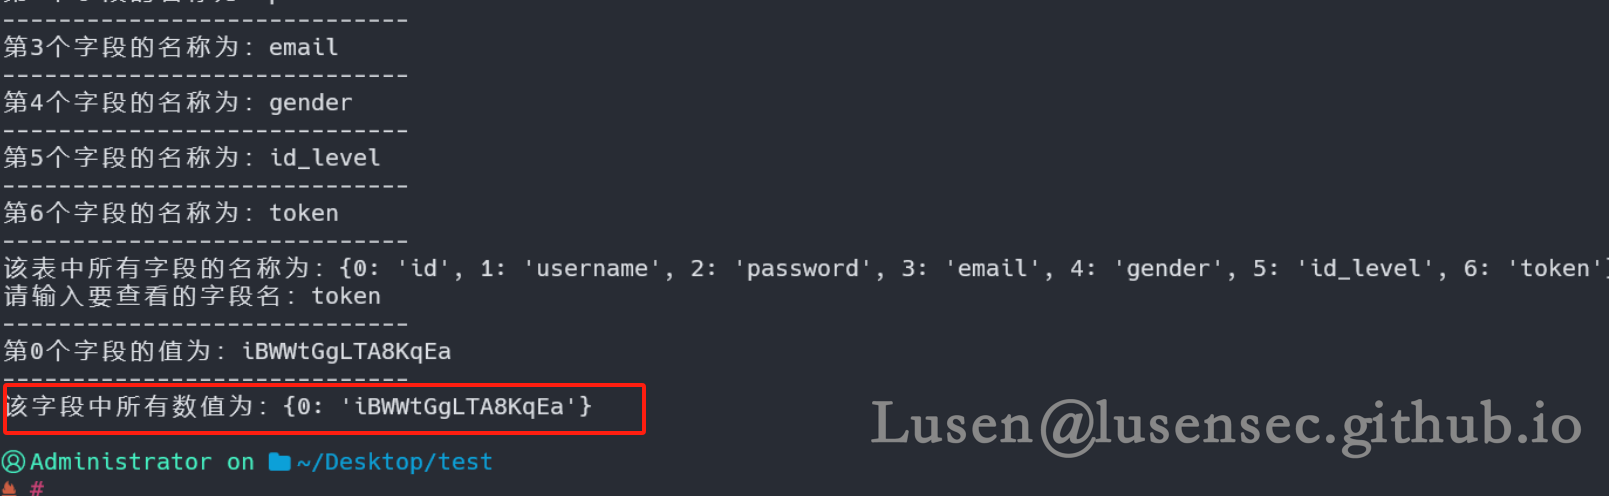 -----------------------------
第3个字段的名称为：email
-----------------------------
第4个字段的名称为：gender
-----------------------------
第5个字段的名称为：id_level
-----------------------------
第6个字段的名称为：token
-----------------------------
该表中所有字段的名称为：{0: 'id', 1: 'username', 2: 'password', 3: 'email', 4: 'gender', 5: 'id_level', 6: 'token'}
请输入要查看的字段名：token
-----------------------------
第0个字段的值为：iBWWtGgLTA8KqEa
-----------------------------
该字段中所有数值为：{0: 'iBWWtGgLTA8KqEa'}
Lusen@lusensec.github.io
Administrator on ~/Desktop/test
#